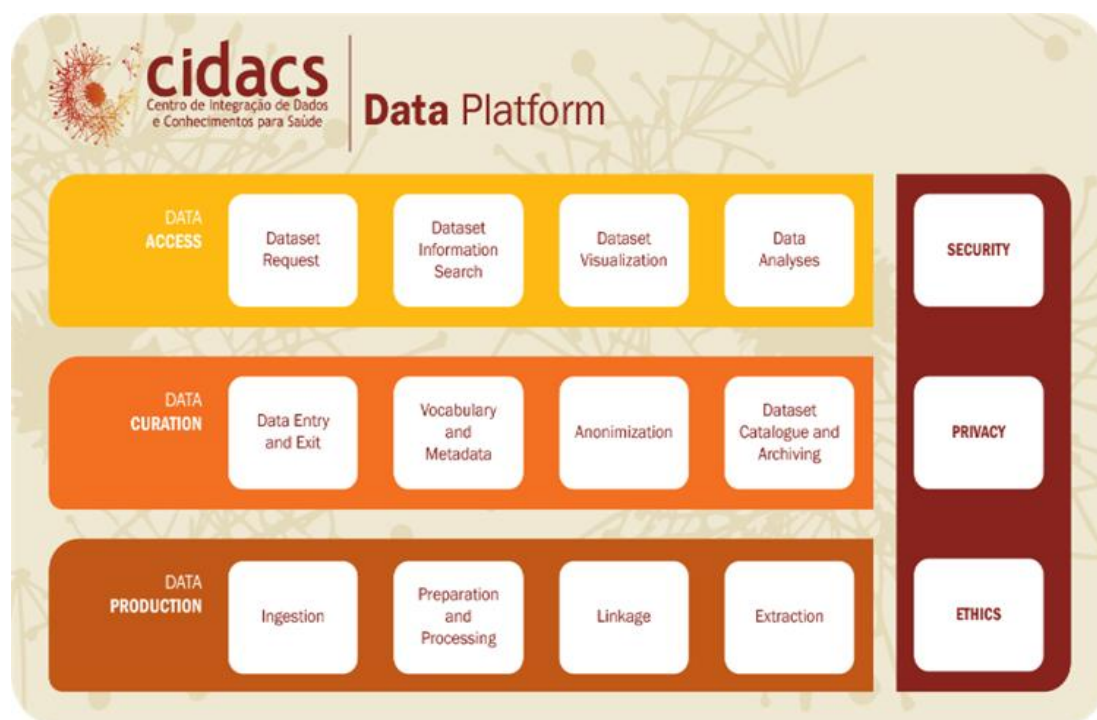 cidacs
Centro de Integração de Dados
e Conhecimentos para Saúde
Data Platform
DATA
ACCESS
Dataset
Request
Dataset
Information
Search
Dataset
Visualization
Data
Analyses
SECURITY
DATA
CURATION
Data Entry
and Exit
Vocabulary
and
Metadata
Anonimization
Dataset
Catalogue and
Archiving
PRIVACY
DATA
PRODUCTION
Ingestion
Preparation
and
Processing
Linkage
Extraction
ETHICS